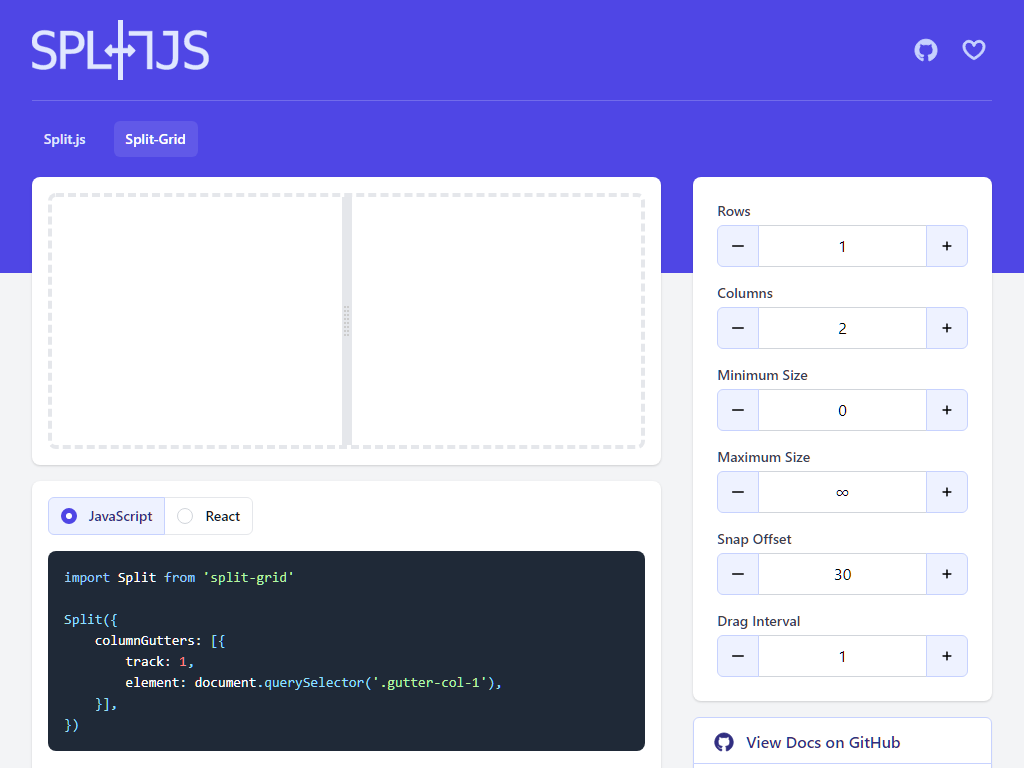 SPLITJS
Split.js
Split-Grid
Rows
− 1 +
Columns
− 2 +
Minimum Size
− 0 +
Maximum Size
− ∞ +
Snap Offset
− 30 +
Drag Interval
− 1 +
JavaScript
React
import Split from 'split-grid'
Split({
    columnGutters: [{
        track: 1,
        element: document.querySelector('.gutter-col-1'),
    }],
})
View Docs on GitHub